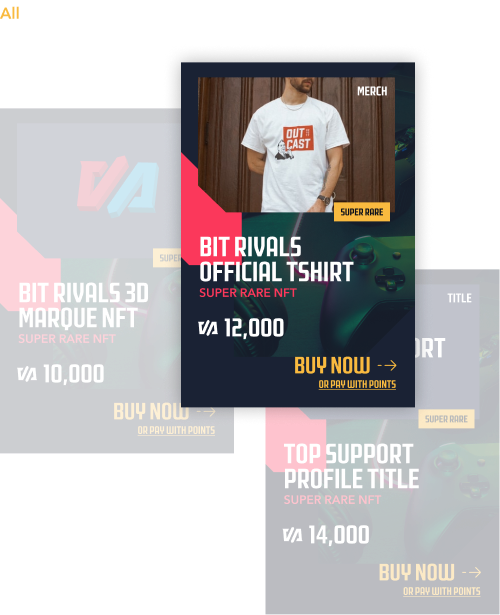 All
MERCH
OUT
CAST
SUPER RARE
BIT RIVALS
OFFICIAL TSHIRT
SUPER RARE NFT
12,000
BUY NOW
OR PAY WITH POINTS
SUPER
BIT RIVALS 3D
MARQUE NFT
SUPER RARE NFT
10,000
BUY NOW
OR PAY WITH POINTS
TITLE
SUPER RARE
TOP SUPPORT
PROFILE TITLE
SUPER RARE NFT
14,000
BUY NOW
OR PAY WITH POINTS